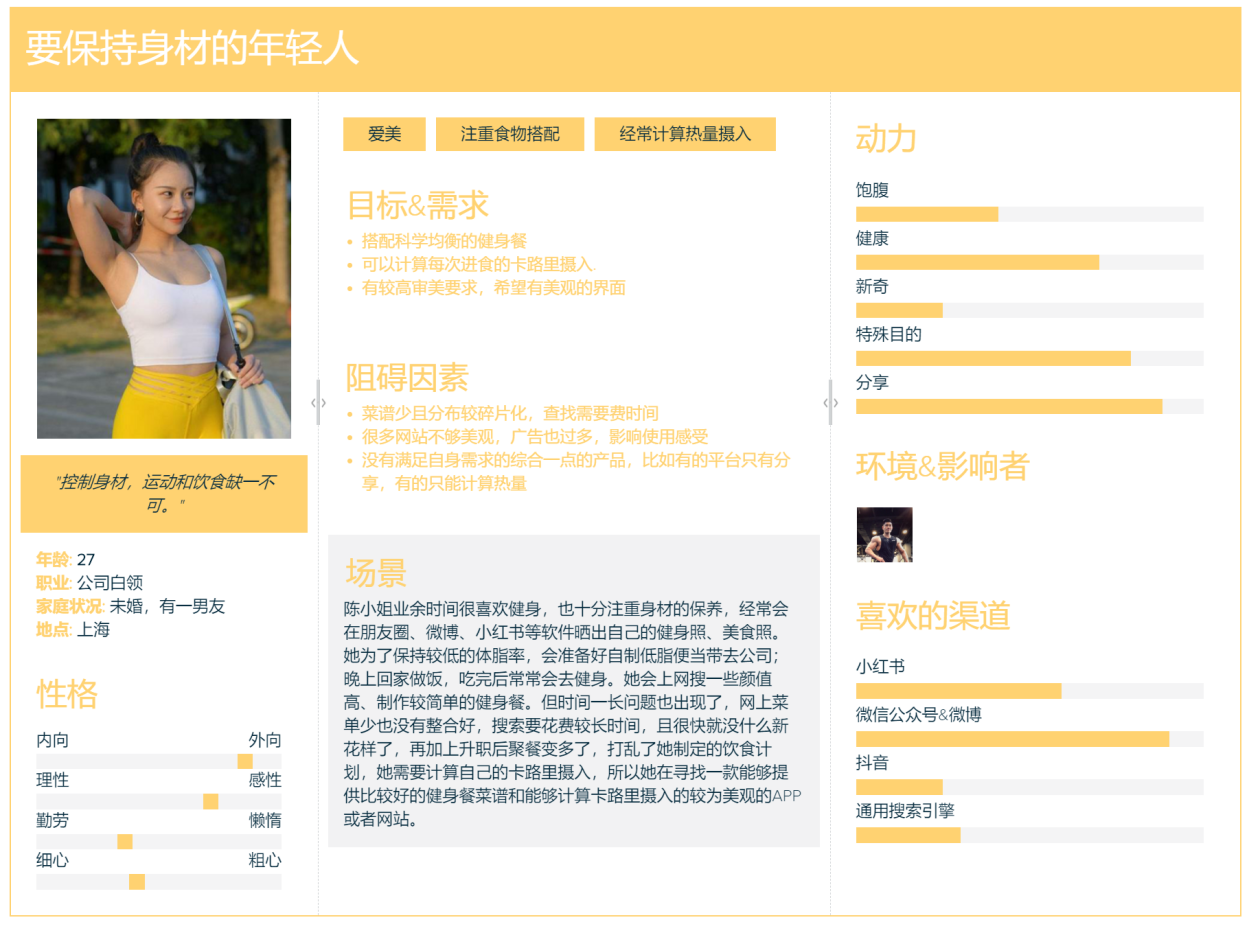 要保持身材的年轻人
"控制身材，运动和饮食缺一不
可。"
年龄: 27
职业: 公司白领
家庭状况: 未婚，有一男友
地点: 上海
性格
内向 外向
理性 感性
勤劳 懒惰
细心 粗心
爱美 注重食物搭配 经常计算热量摄入
目标&需求
• 搭配科学均衡的健身餐
• 可以计算每次进食的卡路里摄入.
• 有较高审美要求，希望有美观的界面
阻碍因素
• 菜谱少且分布较碎片化，查找需要费时间
• 很多网站不够美观，广告也过多，影响使用感受
• 没有满足自身需求的综合一点的产品，比如有的平台只有分
享，有的只能计算热量
场景
陈小姐业余时间很喜欢健身，也十分注重身材的保养，经常会
在朋友圈、微博、小红书等软件晒出自己的健身照、美食照。
她为了保持较低的体脂率，会准备好自制低脂便当带去公司；
晚上回家做饭，吃完后常常会去健身。她会上网搜一些颜值
高、制作较简单的健身餐。但时间一长问题也出现了，网上菜
单少也没有整合好，搜索要花费较长时间，且很快就没什么新
花样了，再加上升职后聚餐变多了，打乱了她制定的饮食计
划，她需要计算自己的卡路里摄入，所以她在寻找一款能够提
供比较好的健身餐菜谱和能够计算卡路里摄入的较为美观的APP
或者网站。
动力
饱腹
健康
新奇
特殊目的
分享
环境&影响者
喜欢的渠道
小红书
微信公众号&微博
抖音
通用搜索引擎